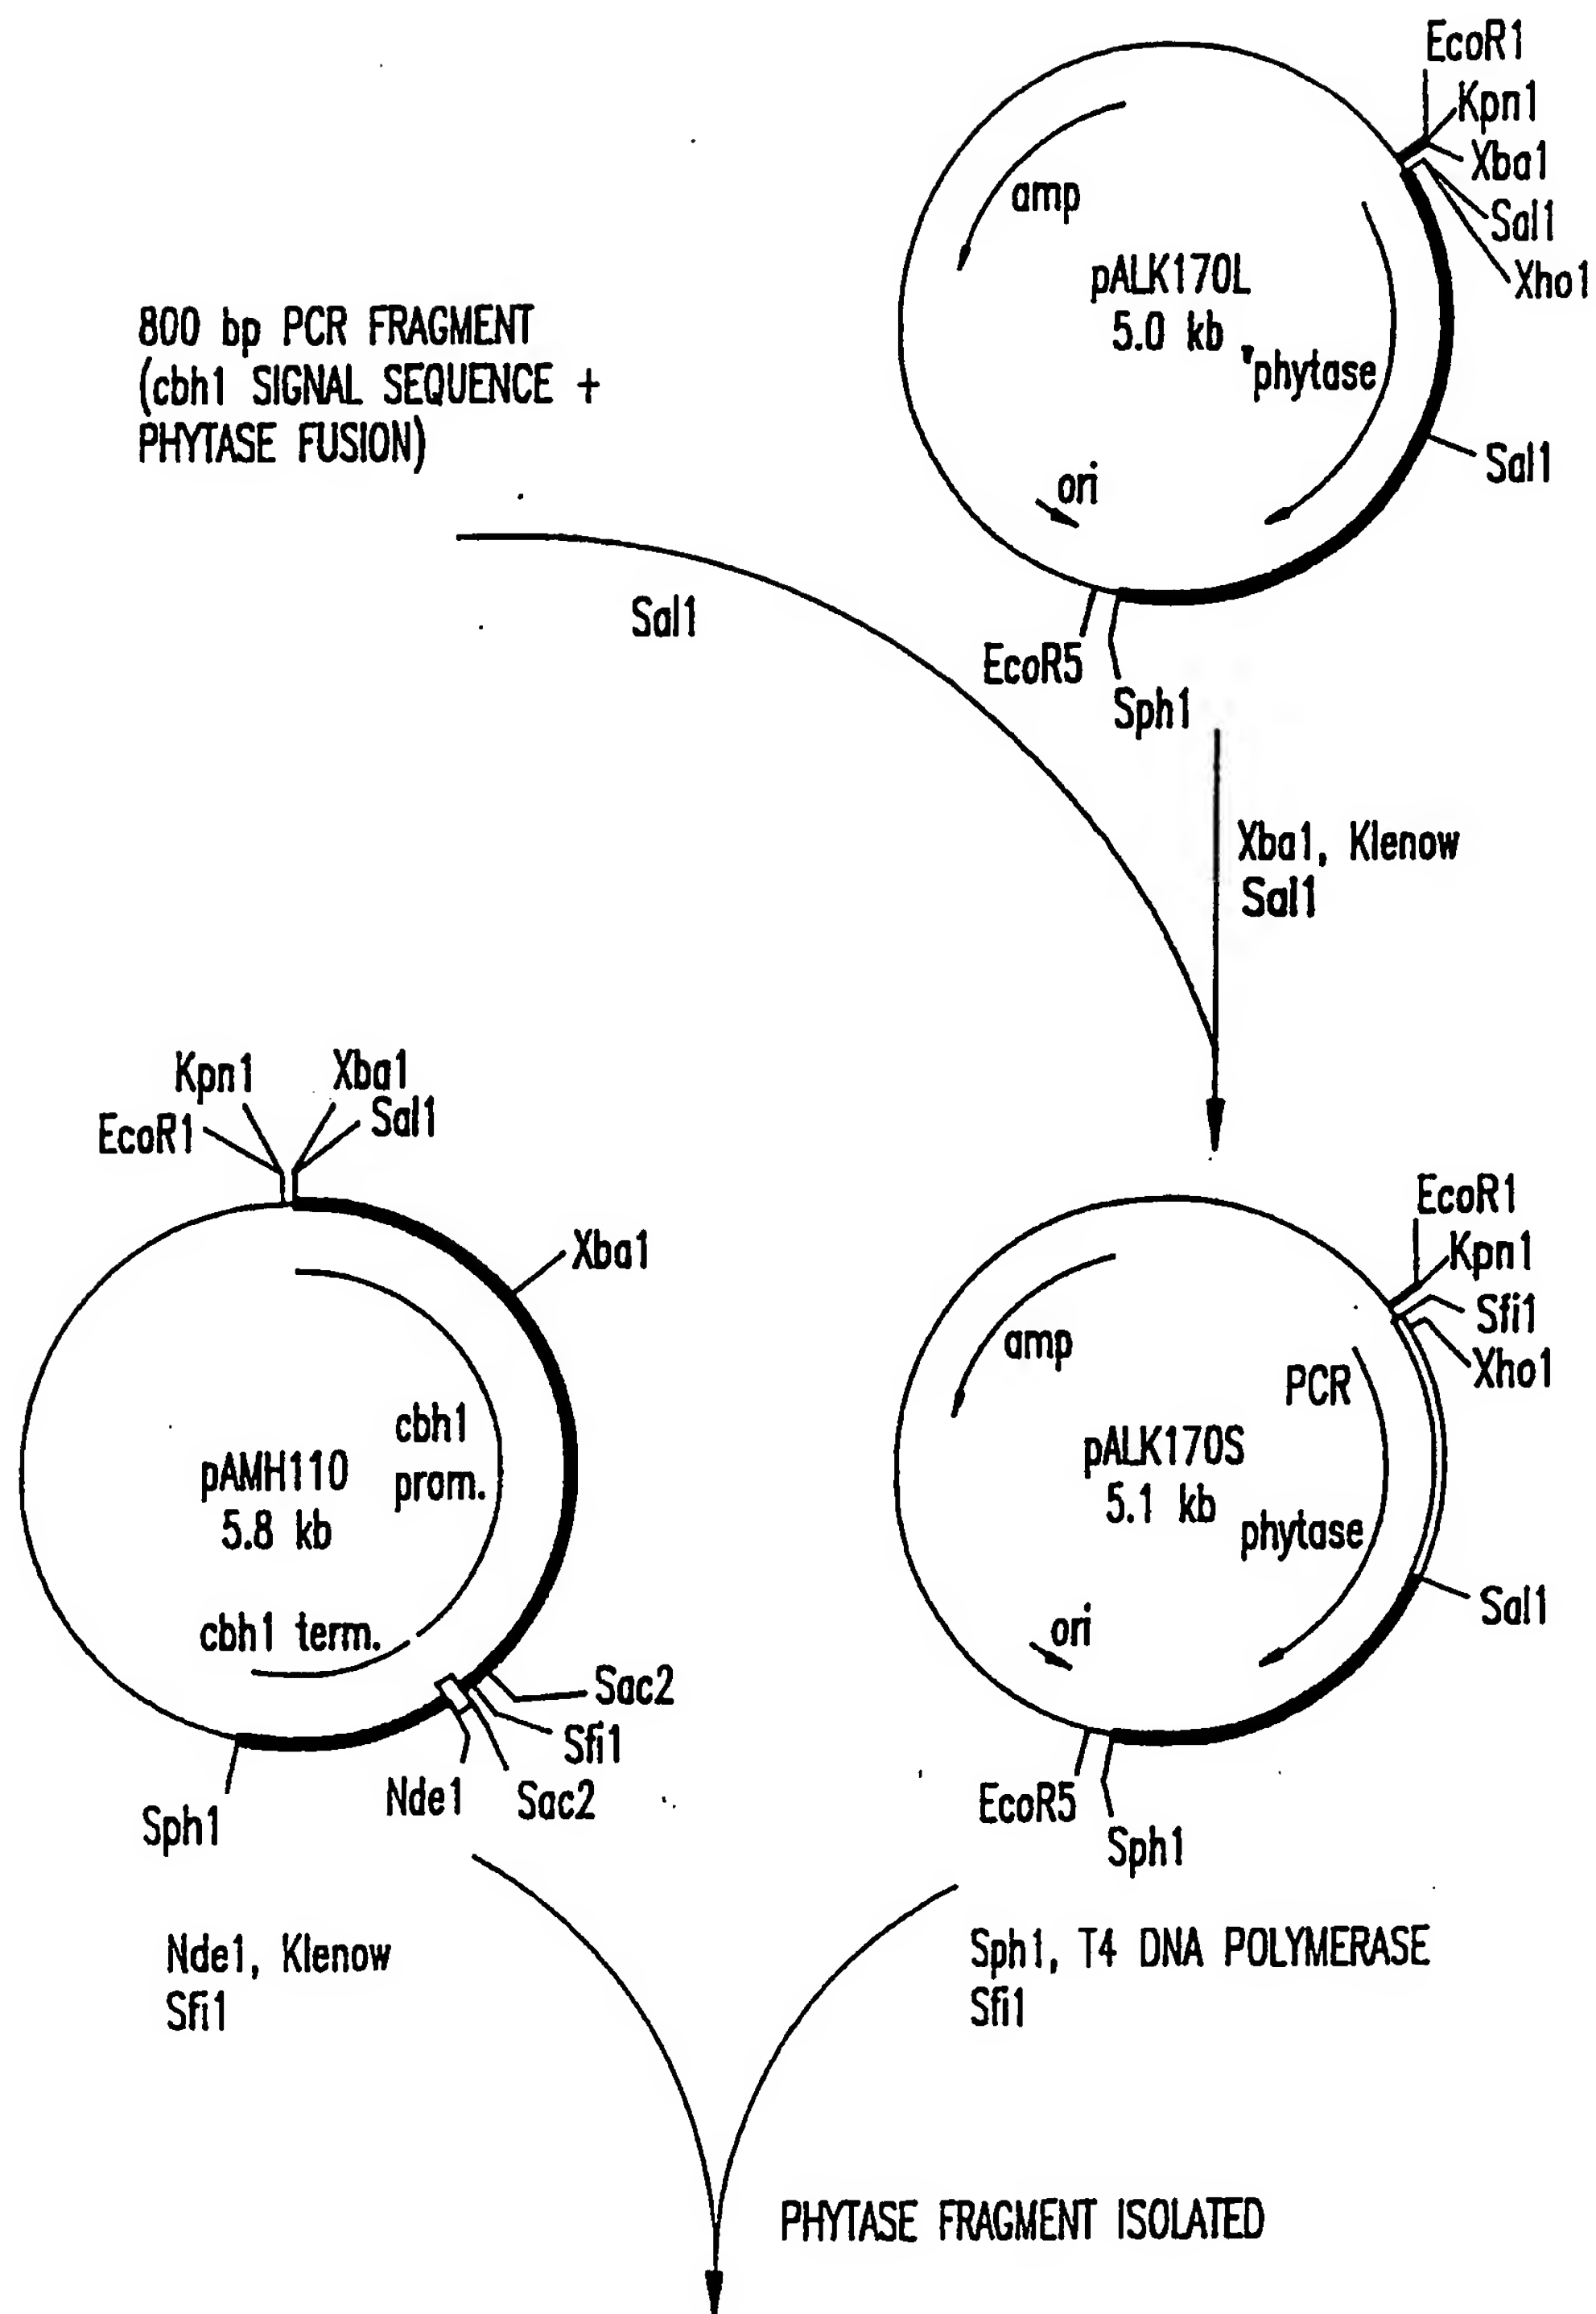 EcoR1
Kpn1
Xba1
Sal1
Xho1
amp
pALK170L
5.0 kb
phytase
Sal1
ori
EcoR5
Sph1
800 bp PCR FRAGMENT
(cbh1 SIGNAL SEQUENCE +
PHYTASE FUSION)
Sal1
Xba1, Klenow
Sal1
Kpn1
Xba1
EcoR1
Sal1
Xba1
cbh1
prom.
pAMH110
5.8 kb
cbh1 term.
Sac2
Sfi1
Nde1
Sac2
Sph1
EcoR1
Kpn1
Sfi1
Xho1
amp
PCR
pALK170S
5.1 kb
phytase
Sal1
ori
EcoR5
Sph1
Nde1, Klenow
Sfi1
Sph1, T4 DNA POLYMERASE
Sfi1
PHYTASE FRAGMENT ISOLATED